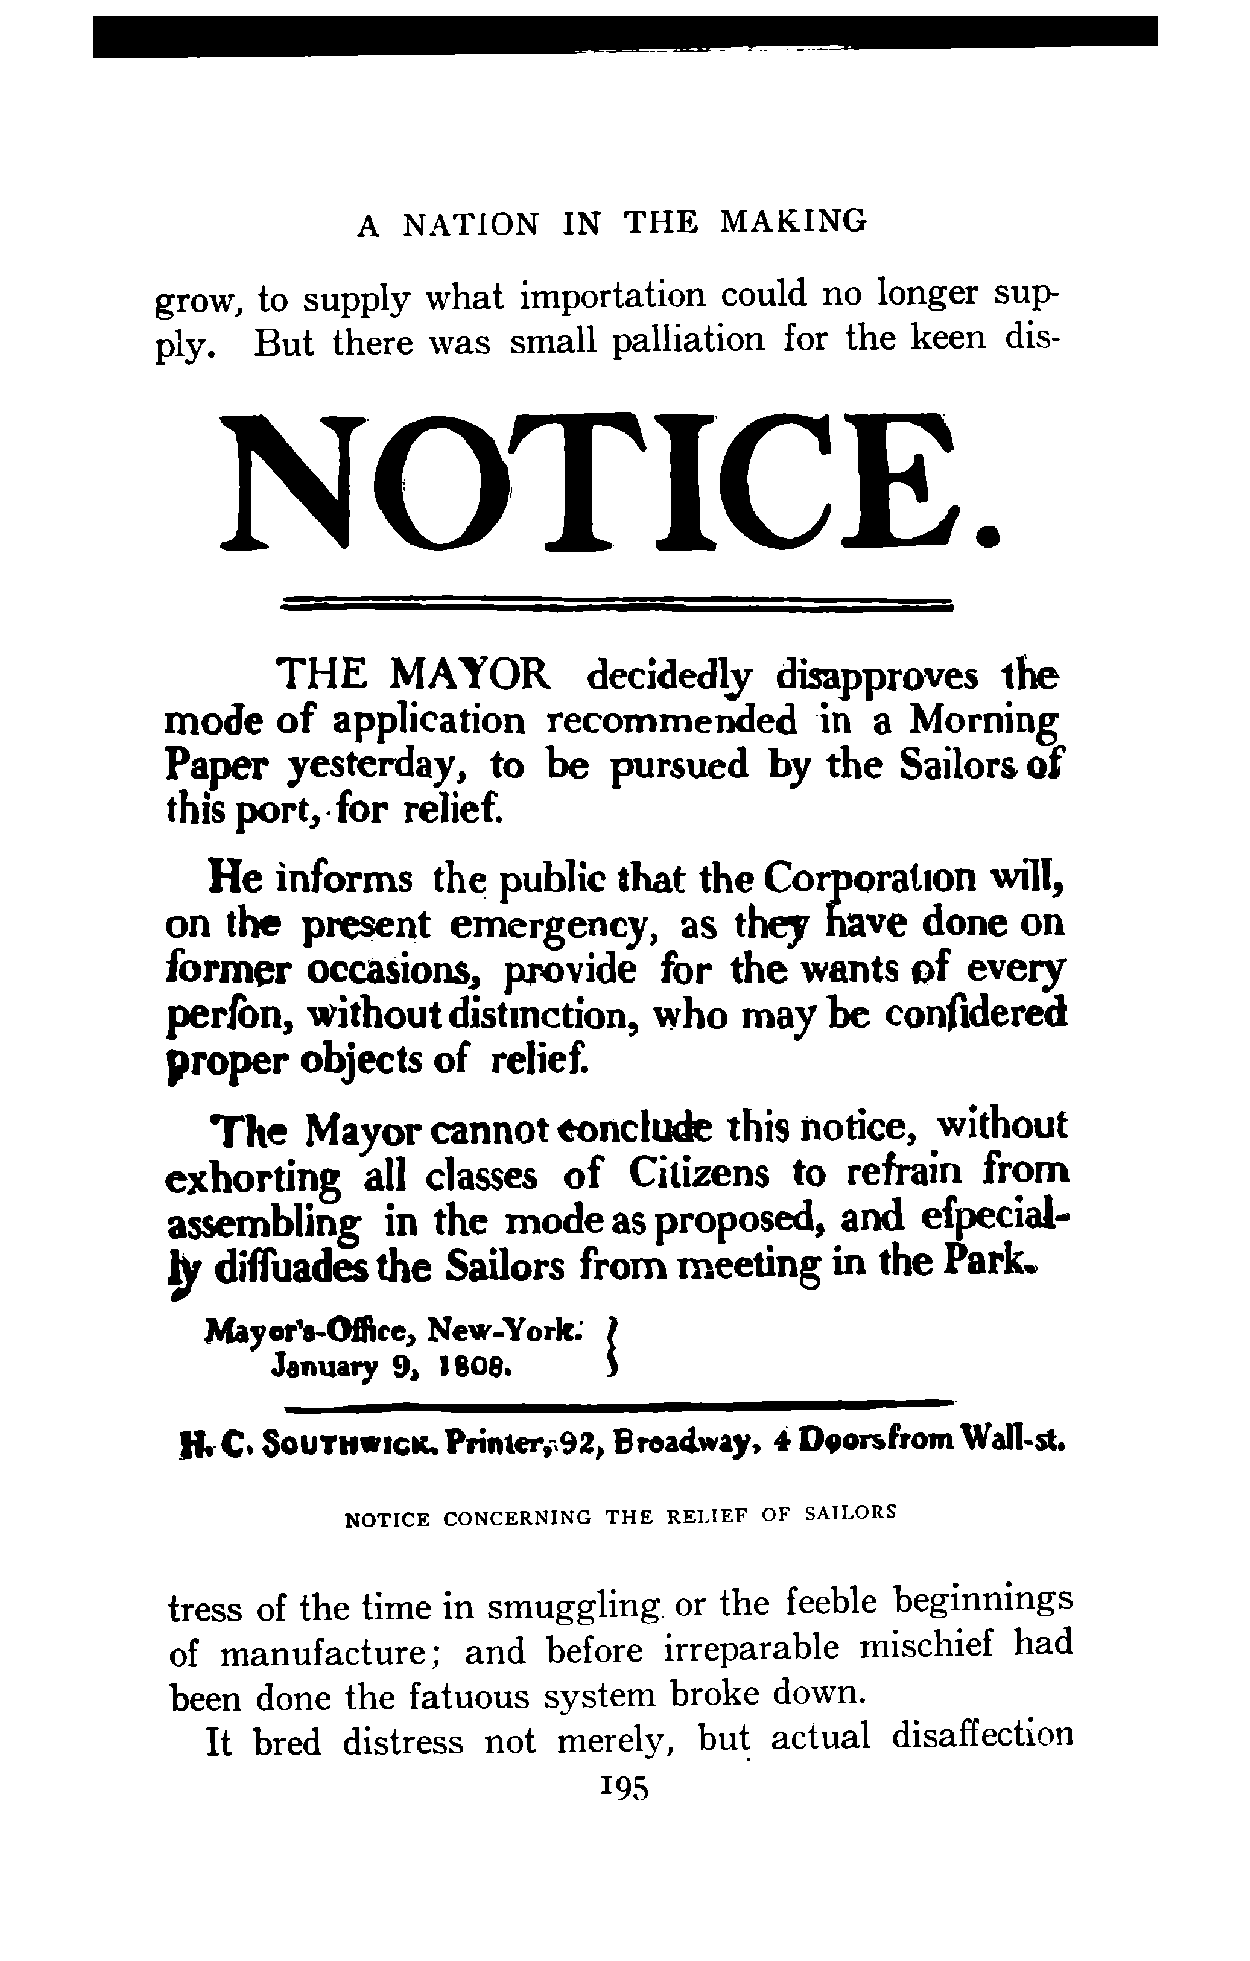 A NATION IN THE MAKING
grow, to supply what importation could no longer sup-
ply. But there was small palliation for the keen dis-
NOTICE.
THE MAYOR decidedly disapproves the
mode of application recommended in a Morning
Paper yesterday, to be pursued by the Sailors of
this port, for relief.
He informs the public that the Corporation will,
on the present emergency, as they have done on
former occasions, provide for the wants of every
perſon, without distinction, who may be conſidered
proper objects of relief.
The Mayor cannot conclude this notice, without
exhorting all classes of Citizens to refrain from
assembling in the mode as proposed, and eſpecial-
ly diſſuades the Sailors from meeting in the Park.
Mayor's-Office, New-York. }
January 9, 1808.
H. C. SOUTHWICK. Printer, 92, Broadway, 4 Doors from Wall-st.
NOTICE CONCERNING THE RELIEF OF SAILORS
tress of the time in smuggling or the feeble beginnings
of manufacture; and before irreparable mischief had
been done the fatuous system broke down.
It bred distress not merely, but actual disaffection
195